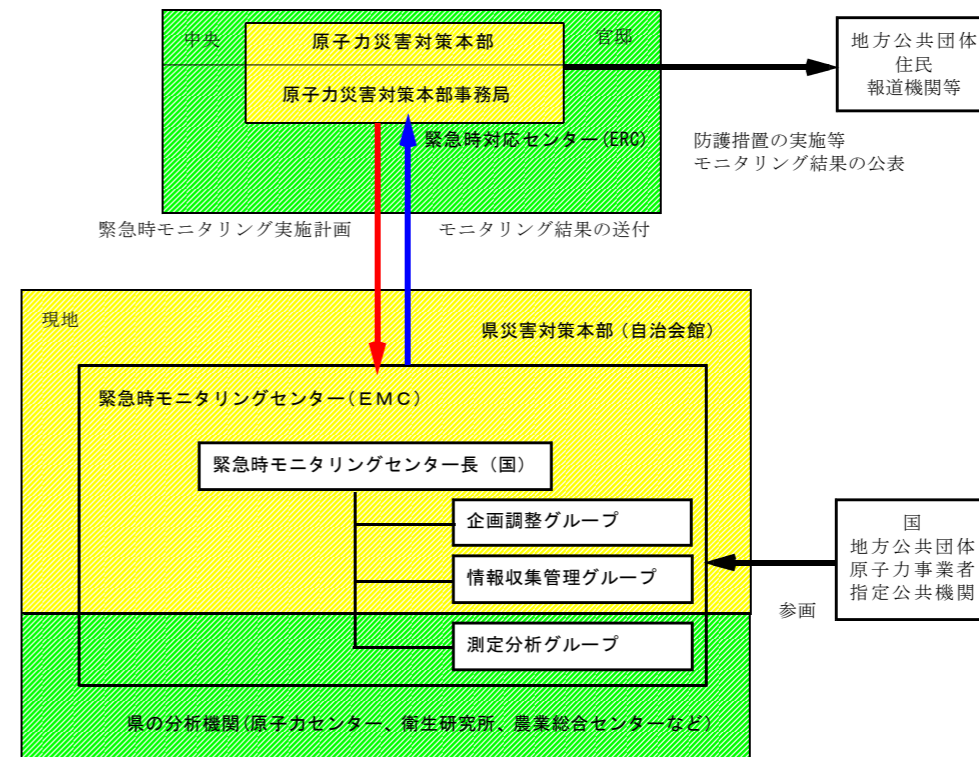 中央
原子力災害対策本部
官邸
原子力災害対策本部事務局
緊急時対応センター(ERC)
地方公共団体
住民
報道機関等
防護措置の実施等
モニタリング結果の公表
緊急時モニタリング実施計画
モニタリング結果の送付
現地
県災害対策本部(自治会館)
緊急時モニタリングセンター(EMC)
緊急時モニタリングセンター長(国)
企画調整グループ
情報収集管理グループ
測定分析グループ
国
地方公共団体
原子力事業者
指定公共機関
参画
県の分析機関(原子力センター、衛生研究所、農業総合センターなど)